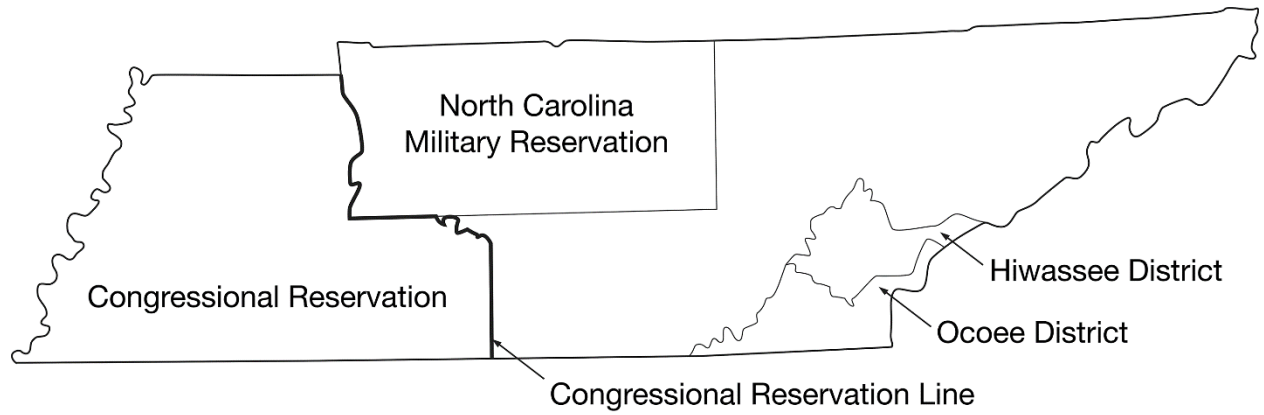 North Carolina
Military Reservation
Congressional Reservation
Hiwassee District
Ocoee District
Congressional Reservation Line